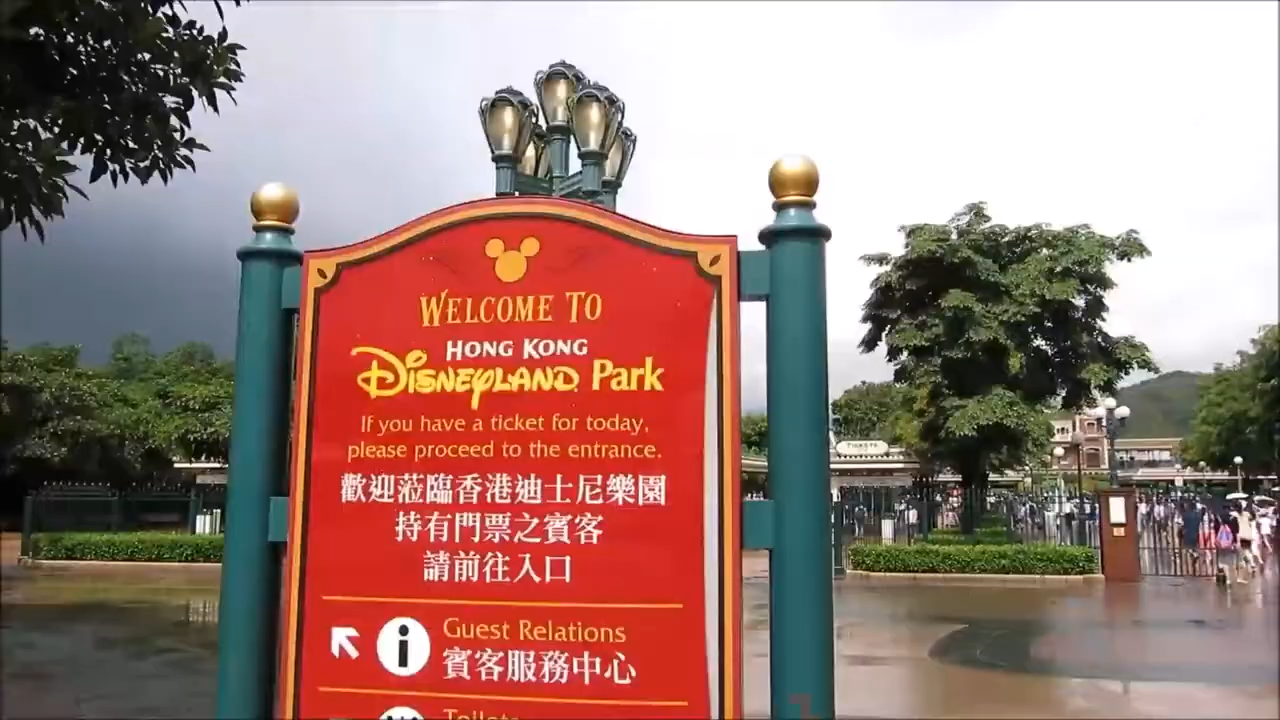 WELCOME TO
HONG KONG
DISNEYLAND Park
If you have a ticket for today,
please proceed to the entrance.
歡迎蒞臨香港迪士尼樂園
持有門票之賓客
請前往入口
Guest Relations
賓客服務中心
Toilets
TICKETS